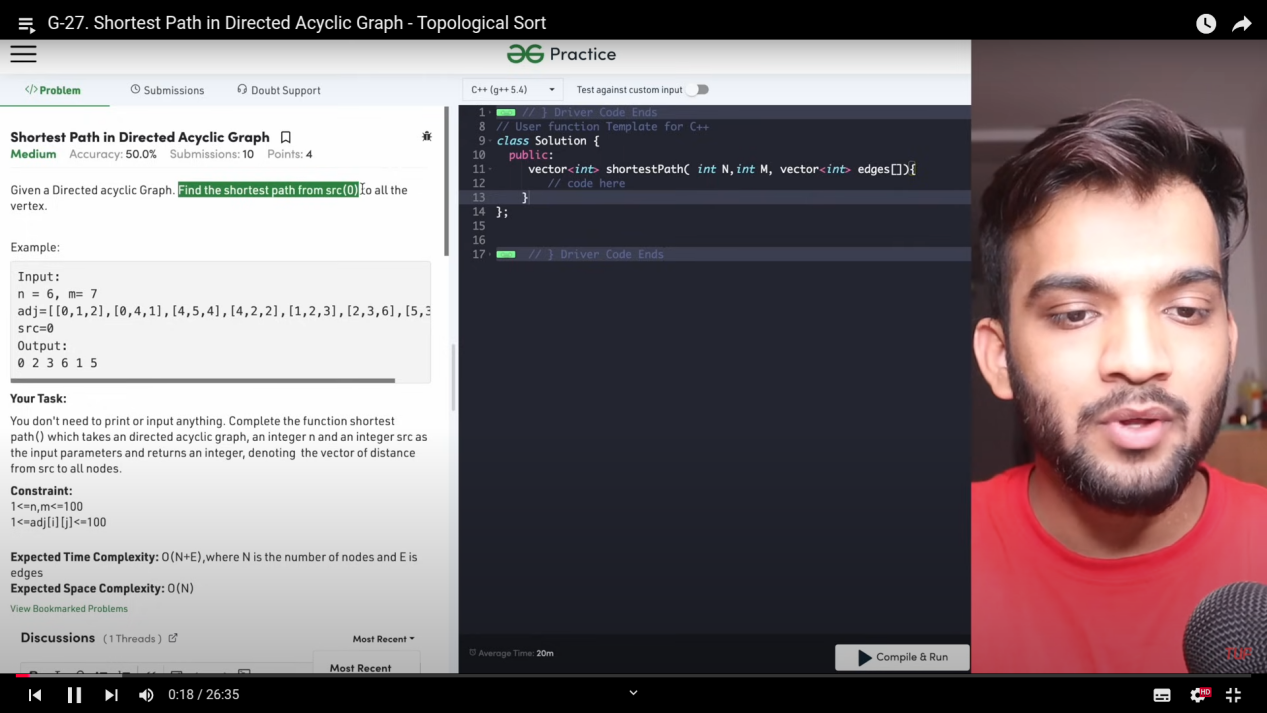 G-27. Shortest Path in Directed Acyclic Graph - Topological Sort
Practice
</> Problem
Submissions
Doubt Support
C++ (g++ 5.4)
Test against custom input
Shortest Path in Directed Acyclic Graph
Medium Accuracy: 50.0% Submissions: 10 Points: 4
Given a Directed acyclic Graph. Find the shortest path from src(0) to all the
vertex.
Example:
Input:
n = 6, m= 7
adj=[[0,1,2],[0,4,1],[4,5,4],[4,2,2],[1,2,3],[2,3,6],[5,3
src=0
Output:
0 2 3 6 1 5
Your Task:
You don't need to print or input anything. Complete the function shortest
path() which takes an directed acyclic graph, an integer n and an integer src as
the input parameters and returns an integer, denoting the vector of distance
from src to all nodes.
Constraint:
1<=n,m<=100
1<=adj[i][j]<=100
Expected Time Complexity: O(N+E),where N is the number of nodes and E is
edges
Expected Space Complexity: O(N)
View Bookmarked Problems
Discussions ( 1 Threads )
Most Recent
Most Recent
1 // } Driver Code Ends
8 // User function Template for C++
9 class Solution {
10 public:
11 vector<int> shortestPath( int N,int M, vector<int> edges[]){
12 // code here
13 }
14 };
15
16
17 // } Driver Code Ends
Average Time: 20m
Compile & Run
0:18 / 26:35
HD